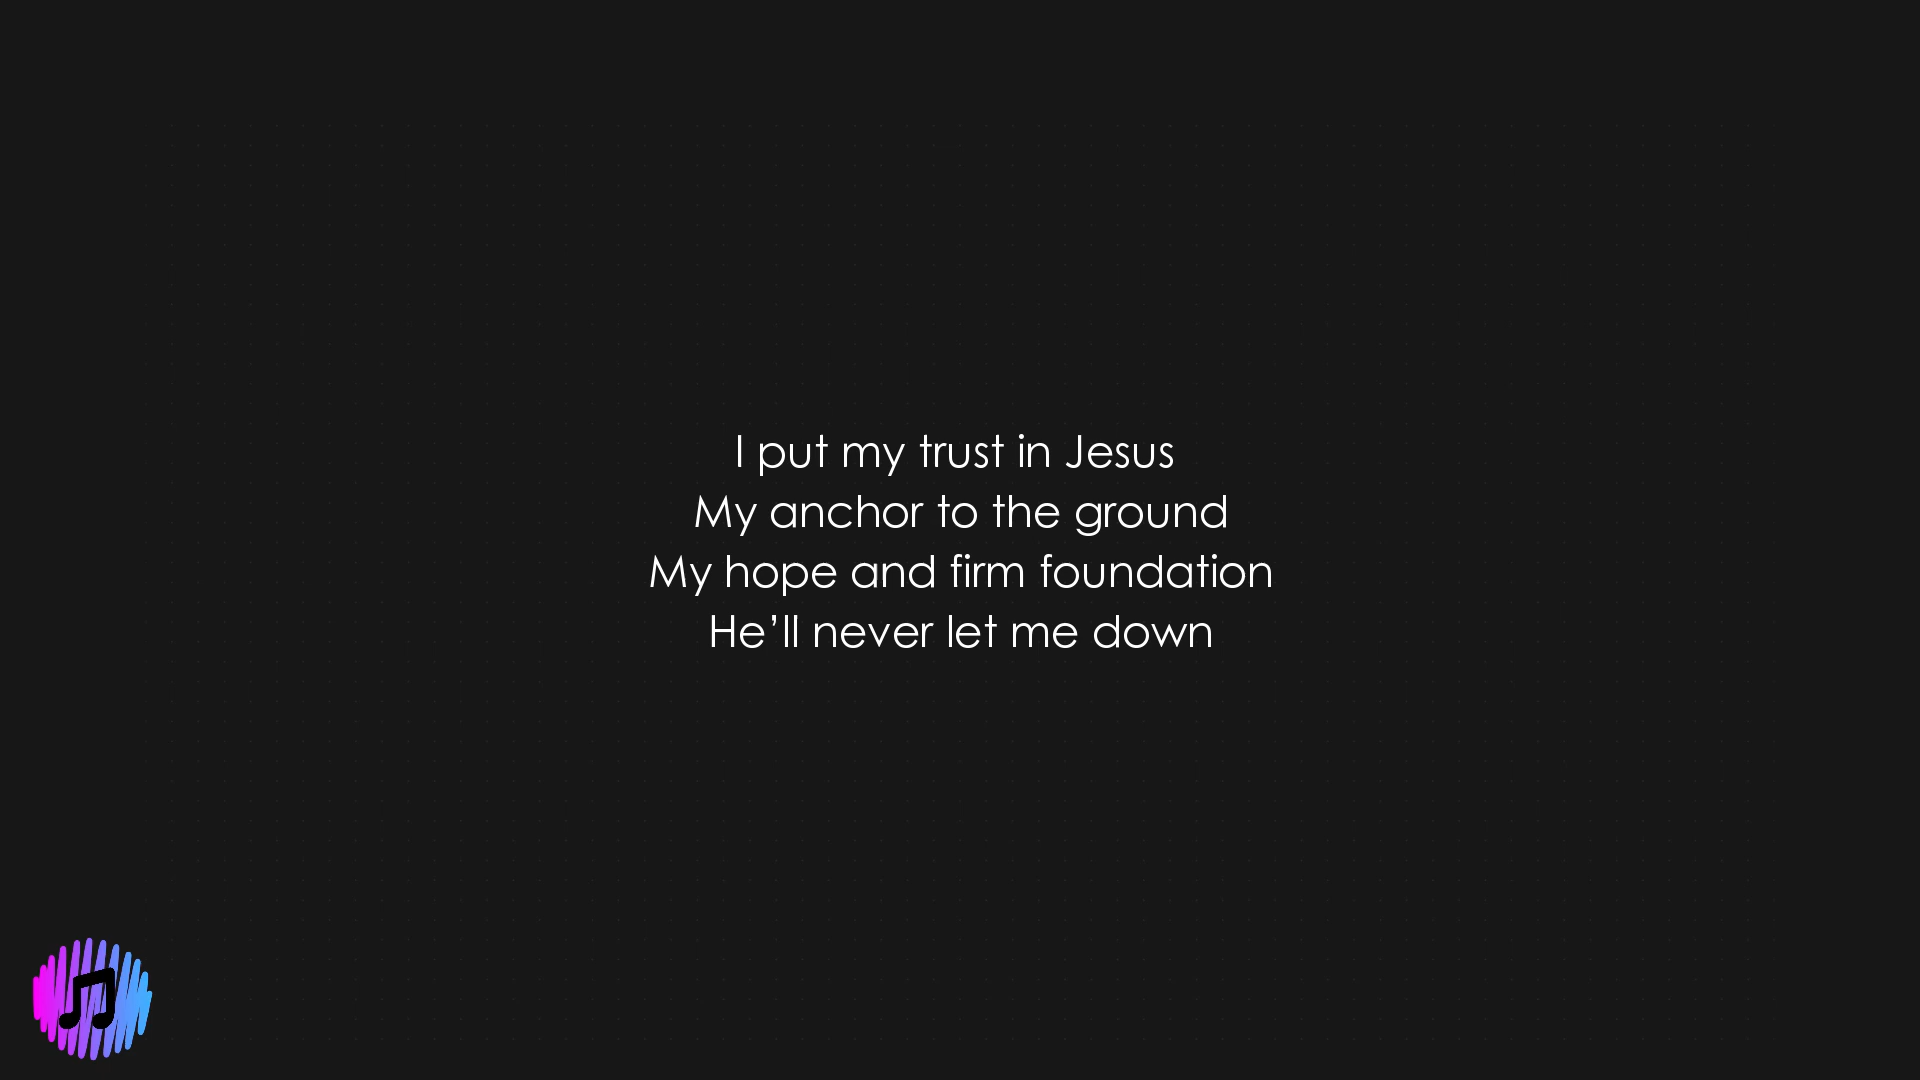 I put my trust in Jesus
My anchor to the ground
My hope and firm foundation
He’ll never let me down